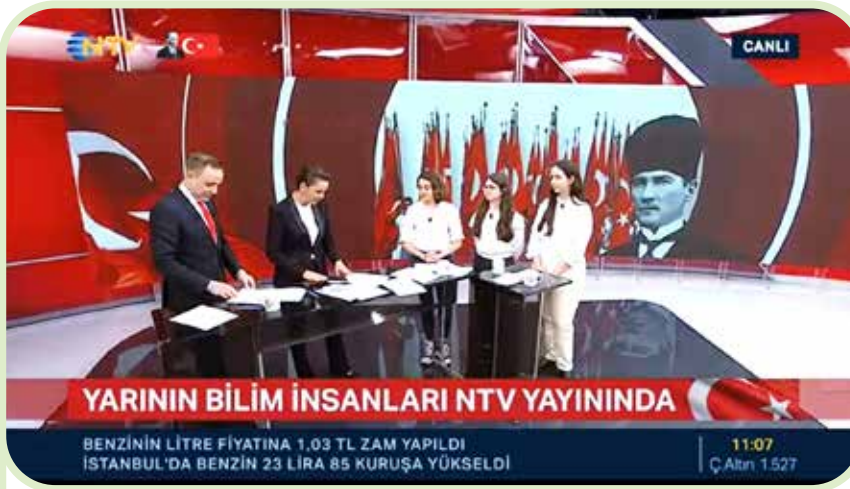 NTV
CANLI
YARININ BİLİM İNSANLARI NTV YAYININDA
BENZİNİN LİTRE FİYATINA 1,03 TL ZAM YAPILDI
İSTANBUL'DA BENZİN 23 LİRA 85 KURUŞA YÜKSELDİ
11:07
Ç.Altın 1.527